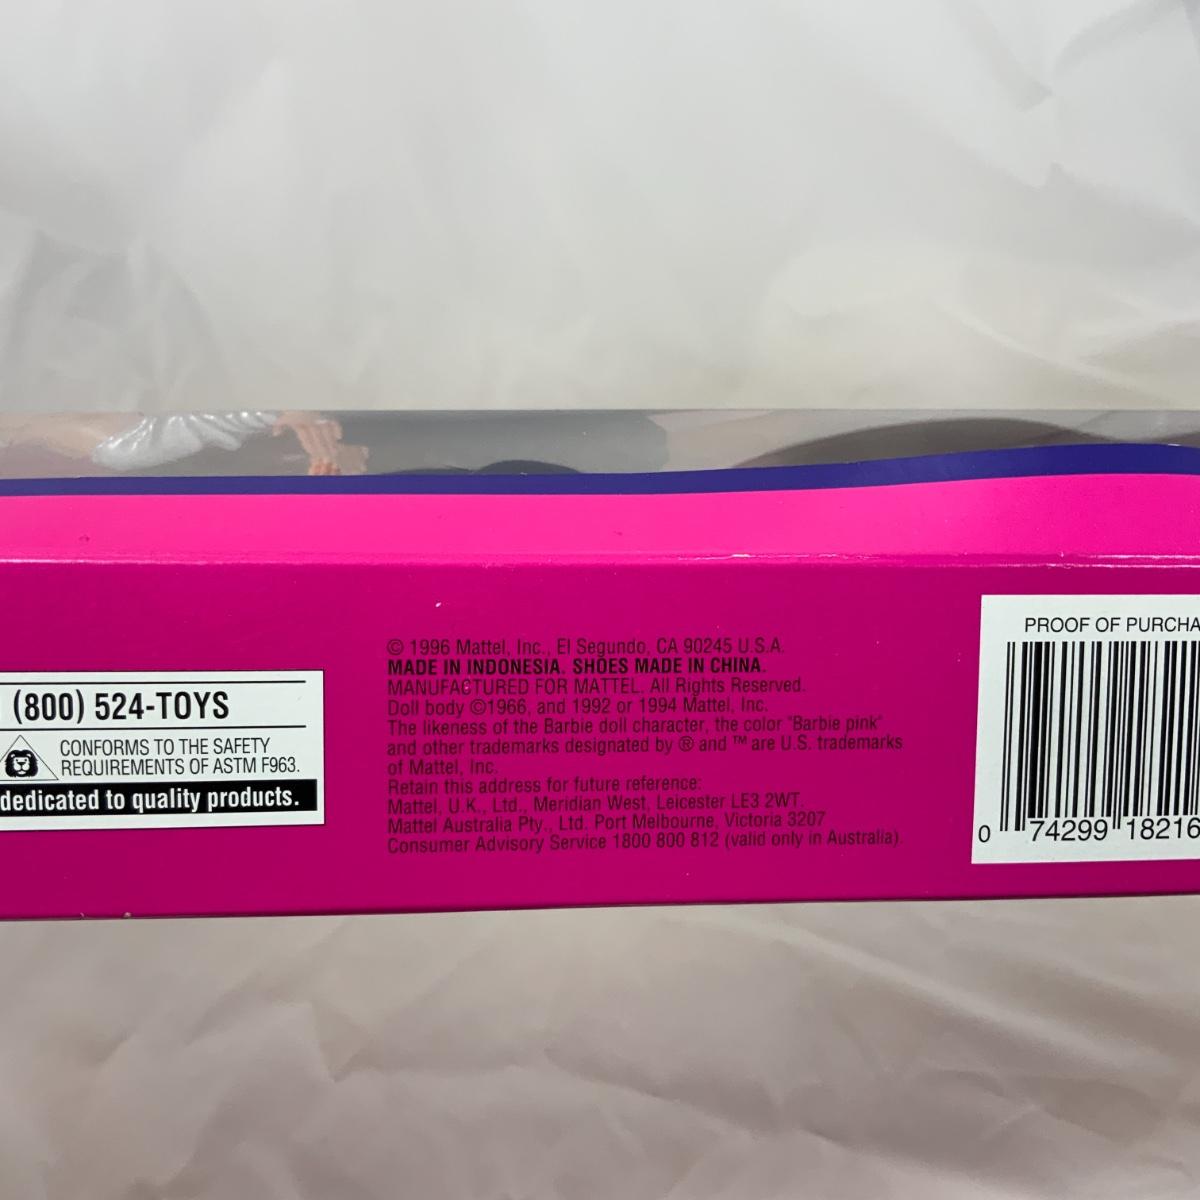 (800) 524-TOYS
CONFORMS TO THE SAFETY
REQUIREMENTS OF ASTM F963.
dedicated to quality products.
© 1996 Mattel, Inc., El Segundo, CA 90245 U.S.A.
MADE IN INDONESIA. SHOES MADE IN CHINA.
MANUFACTURED FOR MATTEL. All Rights Reserved.
Doll body ©1966, and 1992 or 1994 Mattel, Inc.
The likeness of the Barbie doll character, the color "Barbie pink"
and other trademarks designated by ® and ™ are U.S. trademarks
of Mattel, Inc.
Retain this address for future reference:
Mattel, U.K., Ltd., Meridian West, Leicester LE3 2WT.
Mattel Australia Pty., Ltd. Port Melbourne, Victoria 3207
Consumer Advisory Service 1800 800 812 (valid only in Australia).
PROOF OF PURCHA
0 74299 18216